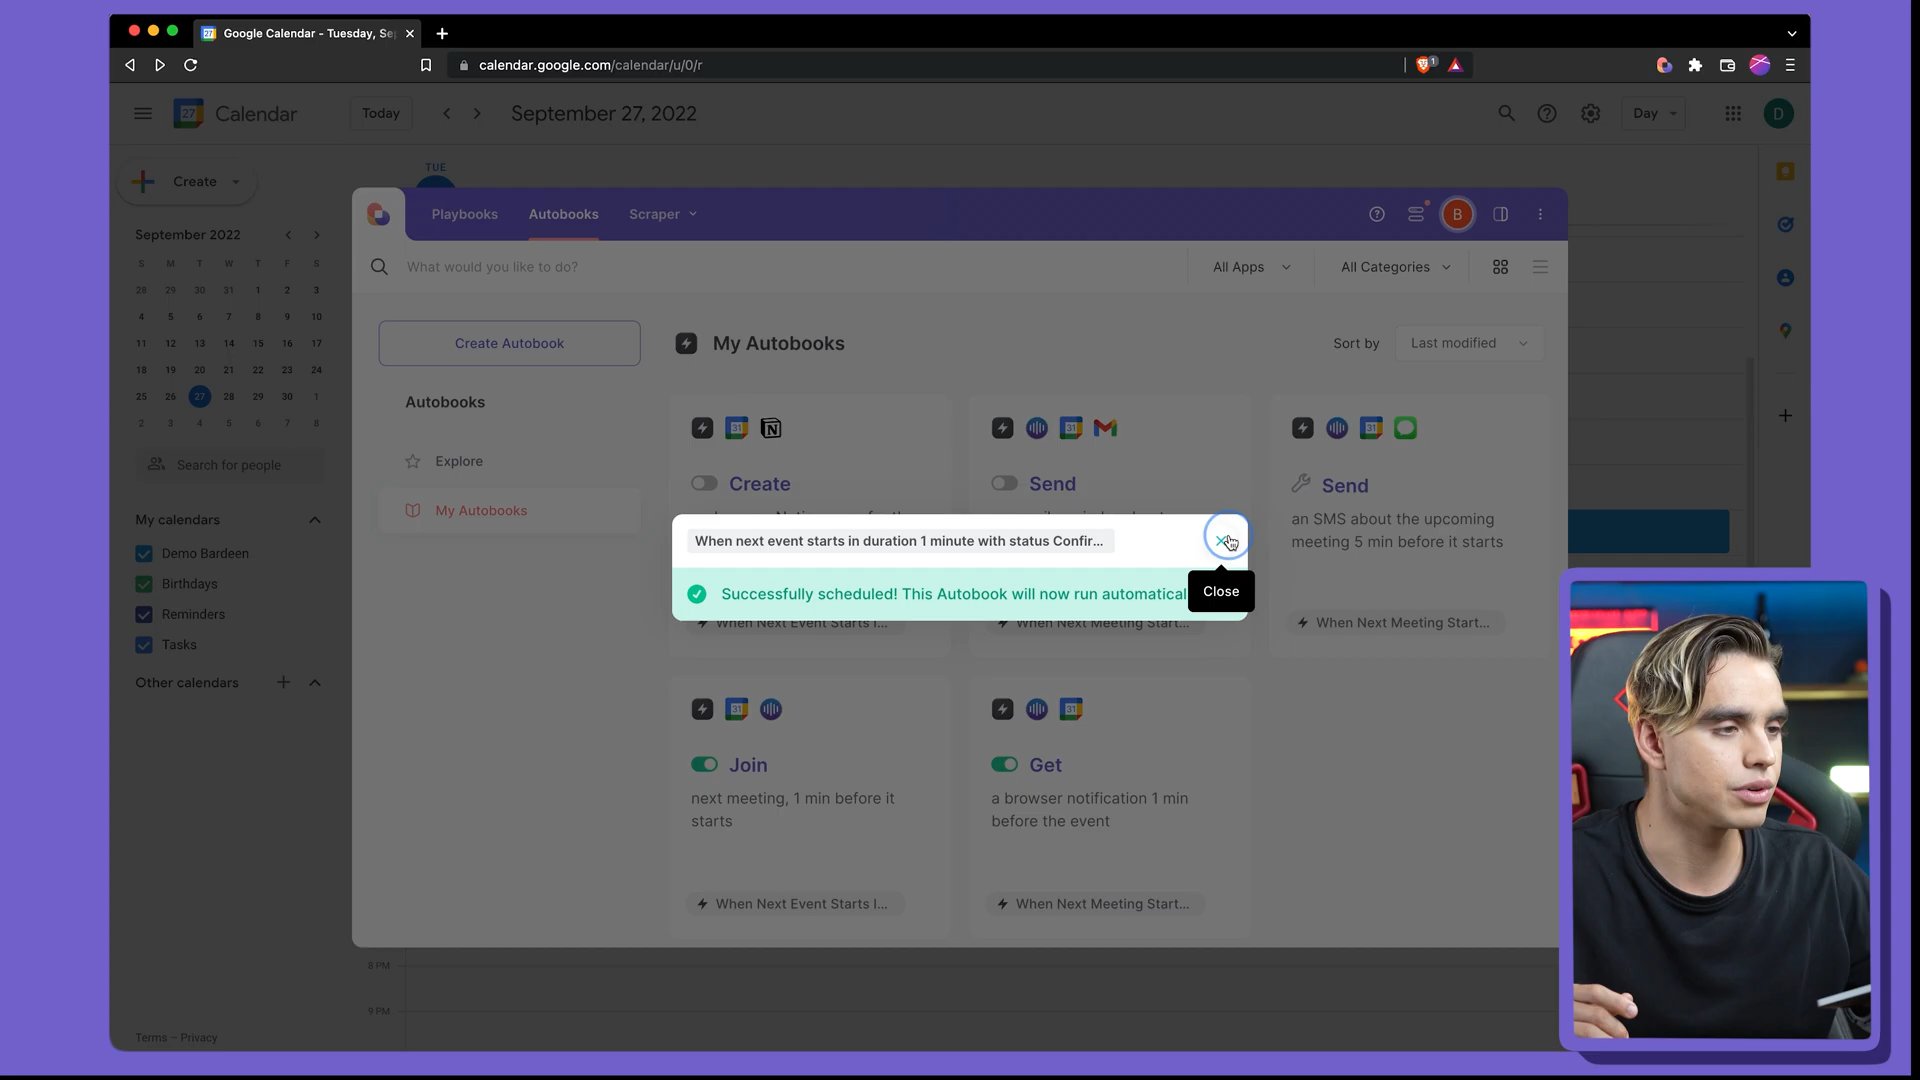 Google Calendar - Tuesday, Se
calendar.google.com/calendar/u/0/r
1
27
Calendar
Today
September 27, 2022
Day
D
Create
TUE
Playbooks
Autobooks
Scraper
B
September 2022
S M T W T F S
28 29 30 31 1 2 3
4 5 6 7 8 9 10
11 12 13 14 15 16 17
18 19 20 21 22 23 24
25 26 27 28 29 30 1
2 3 4 5 6 7 8
What would you like to do?
All Apps
All Categories
Create Autobook
My Autobooks
Sort by
Last modified
Autobooks
Explore
My Autobooks
Search for people
My calendars
Demo Bardeen
Birthdays
Reminders
Tasks
Other calendars
Create
Send
Send
an SMS about the upcoming
meeting 5 min before it starts
When next event starts in duration 1 minute with status Confir...
Successfully scheduled! This Autobook will now run automatical
Close
When Next Event Starts I...
When Next Meeting Start...
When Next Meeting Start...
Join
next meeting, 1 min before it
starts
Get
a browser notification 1 min
before the event
When Next Event Starts I...
When Next Meeting Start...
8 PM
9 PM
Terms – Privacy